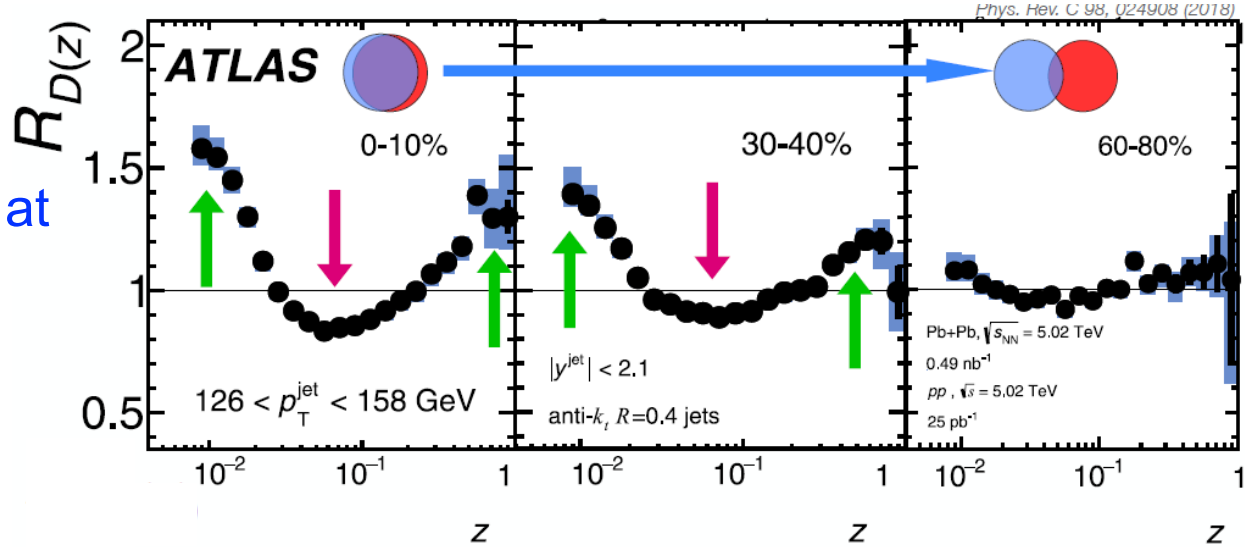 Phys. Rev. C 98, 024908 (2018)
ATLAS
R_{D(z)}
at
2
1.5
1
0.5
10⁻² 10⁻¹ 1
z
0-10%
126 < p_T^jet < 158 GeV
10⁻² 10⁻¹ 1
z
30-40%
|y^jet| < 2.1
anti-k_t R=0.4 jets
10⁻² 10⁻¹ 1
z
60-80%
Pb+Pb, √s_NN = 5.02 TeV
0.49 nb⁻¹
pp , √s = 5.02 TeV
25 pb⁻¹